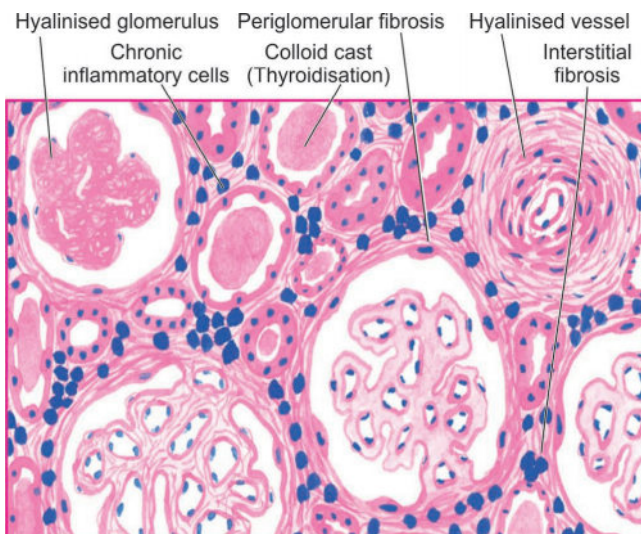 Hyalinised glomerulus
Periglomerular fibrosis
Hyalinised vessel
Chronic
inflammatory cells
Colloid cast
(Thyroidisation)
Interstitial
fibrosis